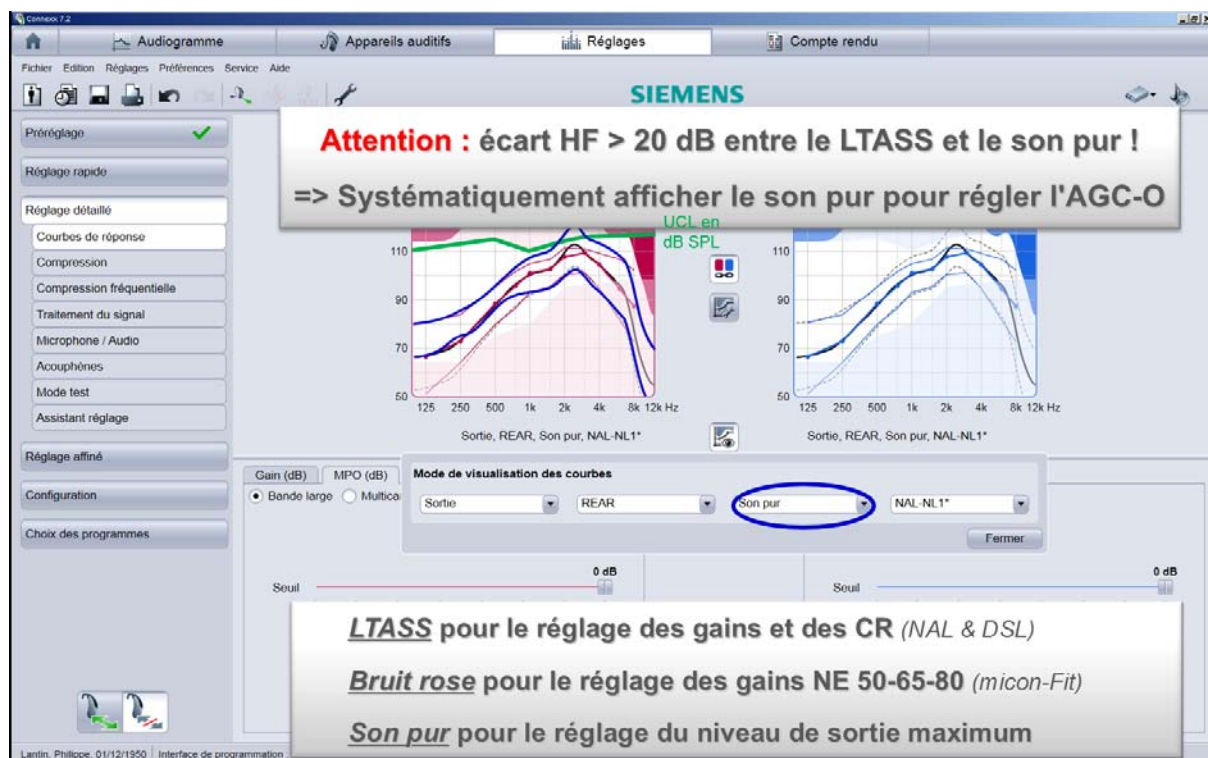 Connexx 7.2
Audiogramme
Appareils auditifs
Réglages
Compte rendu
Fichier Edition Réglages Préférences Service Aide
SIEMENS
Attention : écart HF > 20 dB entre le LTASS et le son pur !
=> Systématiquement afficher le son pur pour régler l'AGC-O
Préréglage
Réglage rapide
Réglage détaillé
Courbes de réponse
Compression
Compression fréquentielle
Traitement du signal
Microphone / Audio
Acouphènes
Mode test
Assistant réglage
Réglage affiné
Configuration
Choix des programmes
UCL en
dB SPL
110
90
70
50
125 250 500 1k 2k 4k 8k 12k Hz
Sortie, REAR, Son pur, NAL-NL1*
110
90
70
50
125 250 500 1k 2k 4k 8k 12k Hz
Sortie, REAR, Son pur, NAL-NL1*
Gain (dB) MPO (dB)
Bande large Multica
Mode de visualisation des courbes
Sortie REAR Son pur NAL-NL1*
Fermer
0 dB
Seuil
0 dB
Seuil
LTASS pour le réglage des gains et des CR (NAL & DSL)
Bruit rose pour le réglage des gains NE 50-65-80 (micon-Fit)
Son pur pour le réglage du niveau de sortie maximum
Lantin, Philippe, 01/12/1950 Interface de programmation :